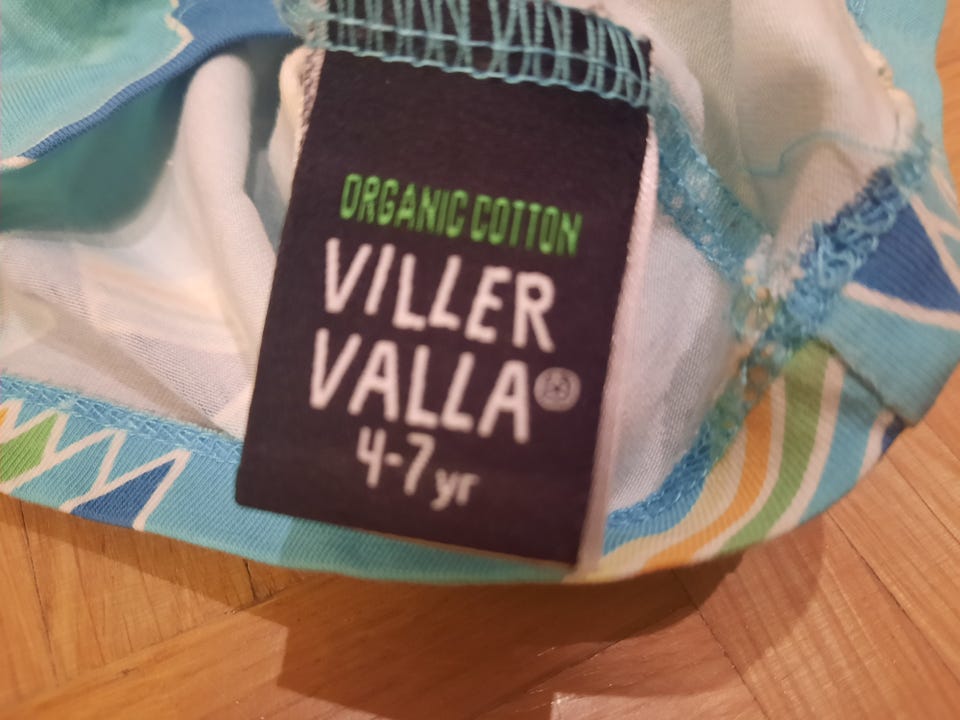 ORGANIC COTTON
VILLER
VALLA®
4-7 yr